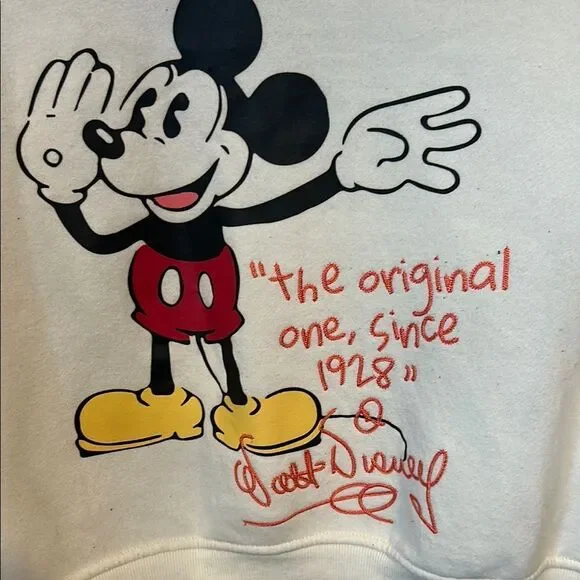 "the original
one, since
1928"
Walt Disney